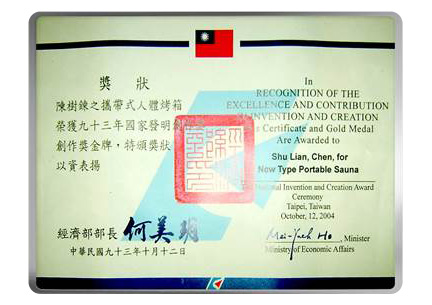 獎狀
陳樹鍊之攜帶式人體烤箱
榮獲九十三年國家發明創
創作獎金牌，特頒獎狀
以資表揚
經濟部部長 何美玥
中華民國九十三年十月十二日
In
RECOGNITION OF THE
EXCELLENCE AND CONTRIBUTION
IN INVENTION AND CREATION
Certificate and Gold Medal
Are Awarded to
Shu Lian, Chen, for
New Type Portable Sauna
National Invention and Creation Award
Ceremony
Taipei, Taiwan
October, 12, 2004
Mei-Yueh Ho, Minister
Ministry of Economic Affairs